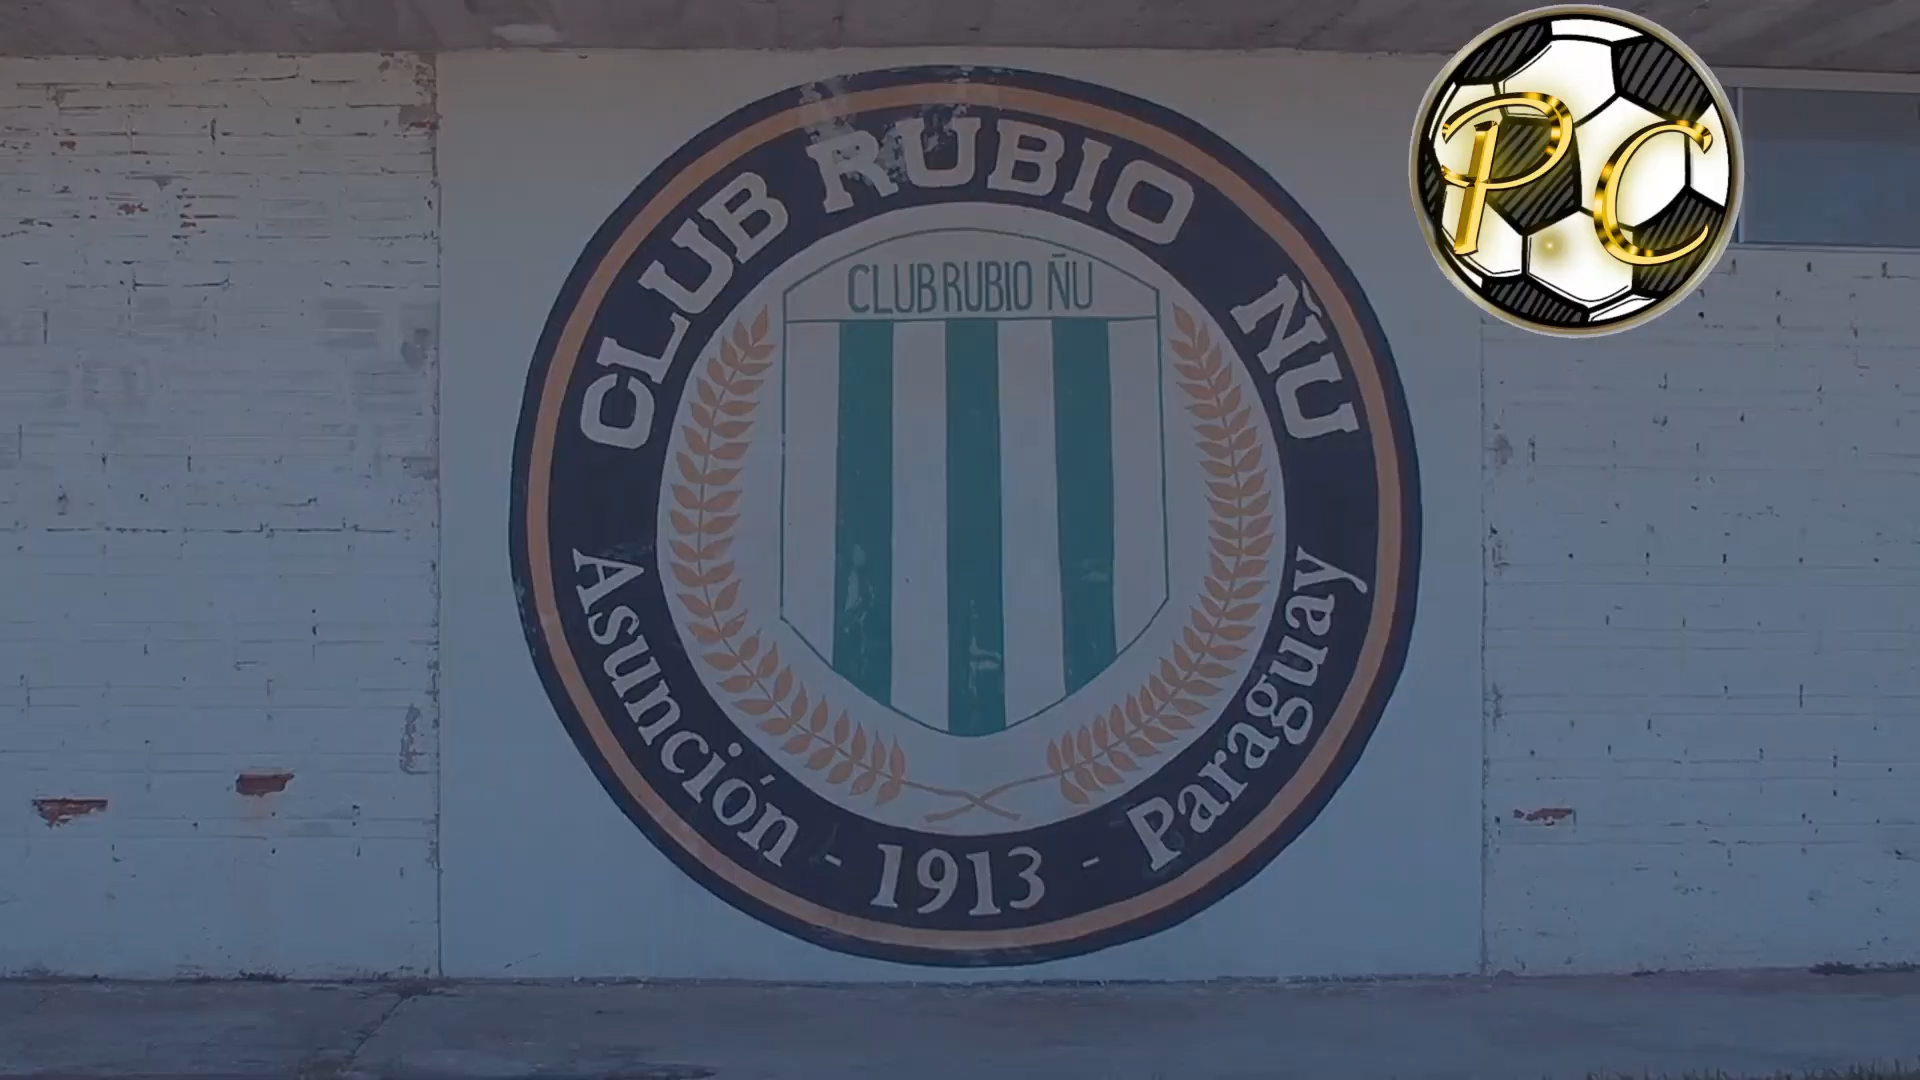 CLUB RUBIO ÑU
CLUB RUBIO ÑU
Asunción - 1913 - Paraguay
PC